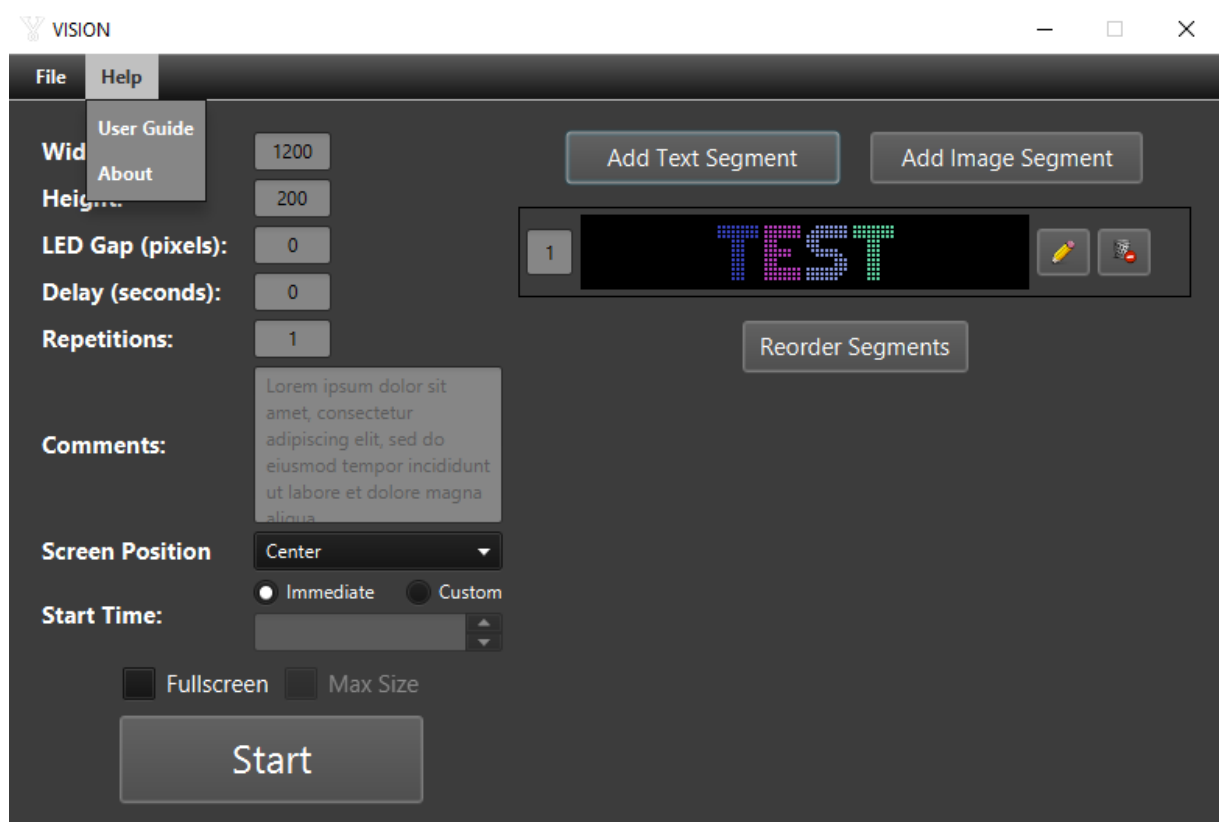 VISION
File Help
User Guide
About
Wid
1200
Heig
200
LED Gap (pixels):
0
Delay (seconds):
0
Repetitions:
1
Comments:
Lorem ipsum dolor sit
amet, consectetur
adipiscing elit, sed do
eiusmod tempor incididunt
ut labore et dolore magna
aliqua
Screen Position
Center
Start Time:
Immediate Custom
Fullscreen Max Size
Start
Add Text Segment Add Image Segment
1
TEST
Reorder Segments